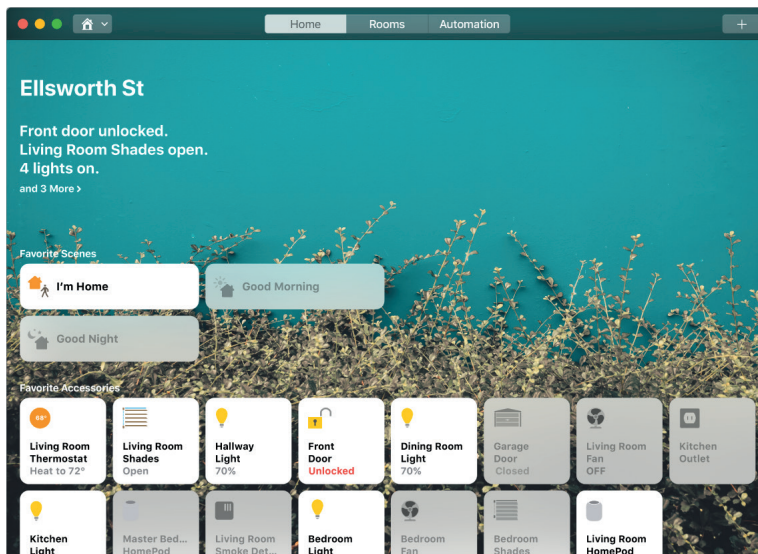 Home Rooms Automation
Ellsworth St
Front door unlocked.
Living Room Shades open.
4 lights on.
and 3 More >
Favorite Scenes
I'm Home
Good Morning
Good Night
Favorite Accessories
68°
Living Room
Thermostat
Heat to 72°
Living Room
Shades
Open
Hallway
Light
70%
Front
Door
Unlocked
Dining Room
Light
70%
Garage
Door
Closed
Living Room
Fan
OFF
Kitchen
Outlet
Kitchen
Light
Master Bed...
HomePod
Living Room
Smoke Det...
Bedroom
Light
Bedroom
Fan
Bedroom
Shades
Living Room
HomePod